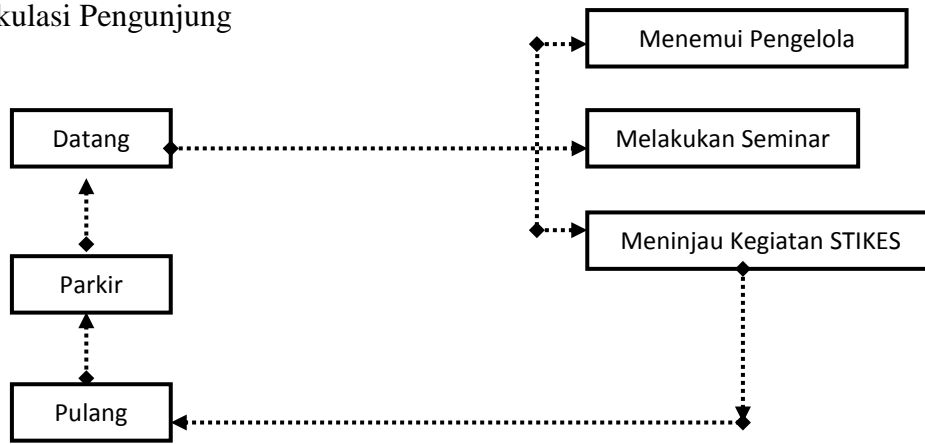 kulasi Pengunjung
Menemui Pengelola
Datang
Melakukan Seminar
Meninjau Kegiatan STIKES
Parkir
Pulang